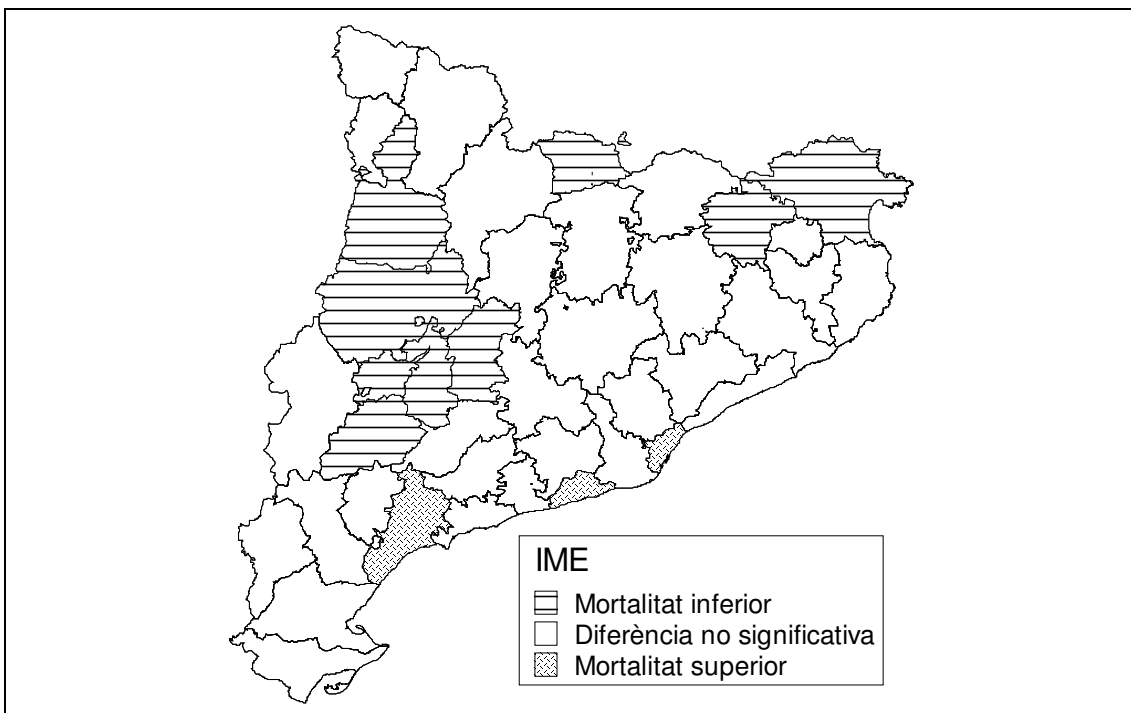 IME
Mortalitat inferior
Diferència no significativa
Mortalitat superior